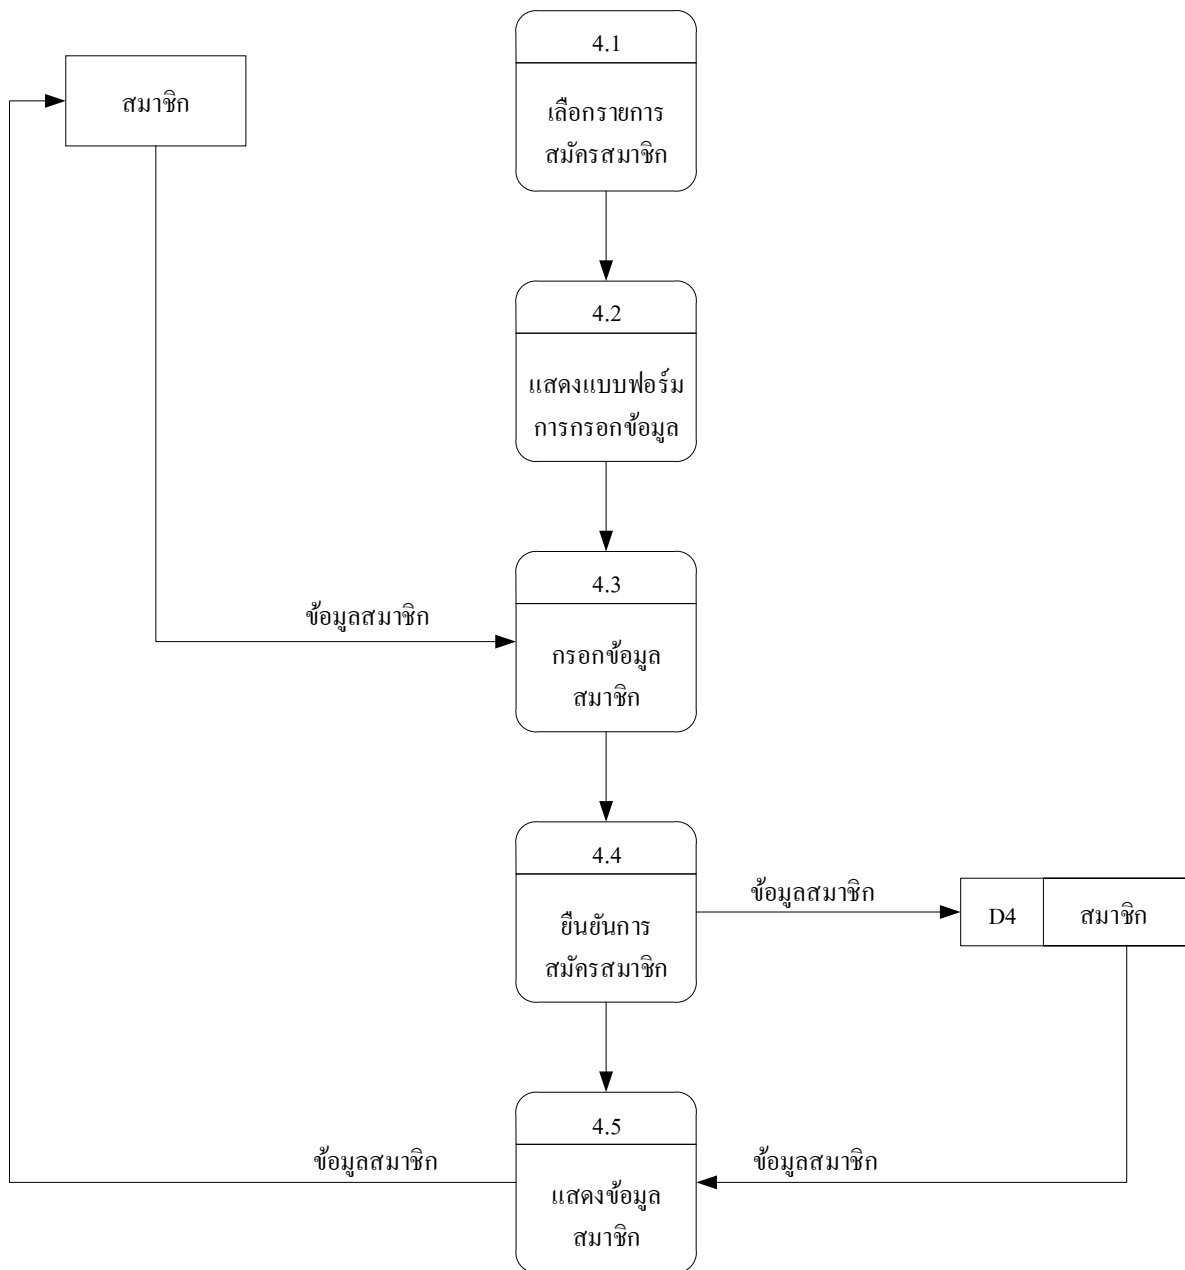 4.1
สมาชิก
เลือกรายการ
สมัครสมาชิก
4.2
แสดงแบบฟอร์ม
การกรอกข้อมูล
4.3
ข้อมูลสมาชิก
กรอกข้อมูล
สมาชิก
4.4
ข้อมูลสมาชิก
D4 สมาชิก
ยืนยันการ
สมัครสมาชิก
4.5
ข้อมูลสมาชิก
ข้อมูลสมาชิก
แสดงข้อมูล
สมาชิก